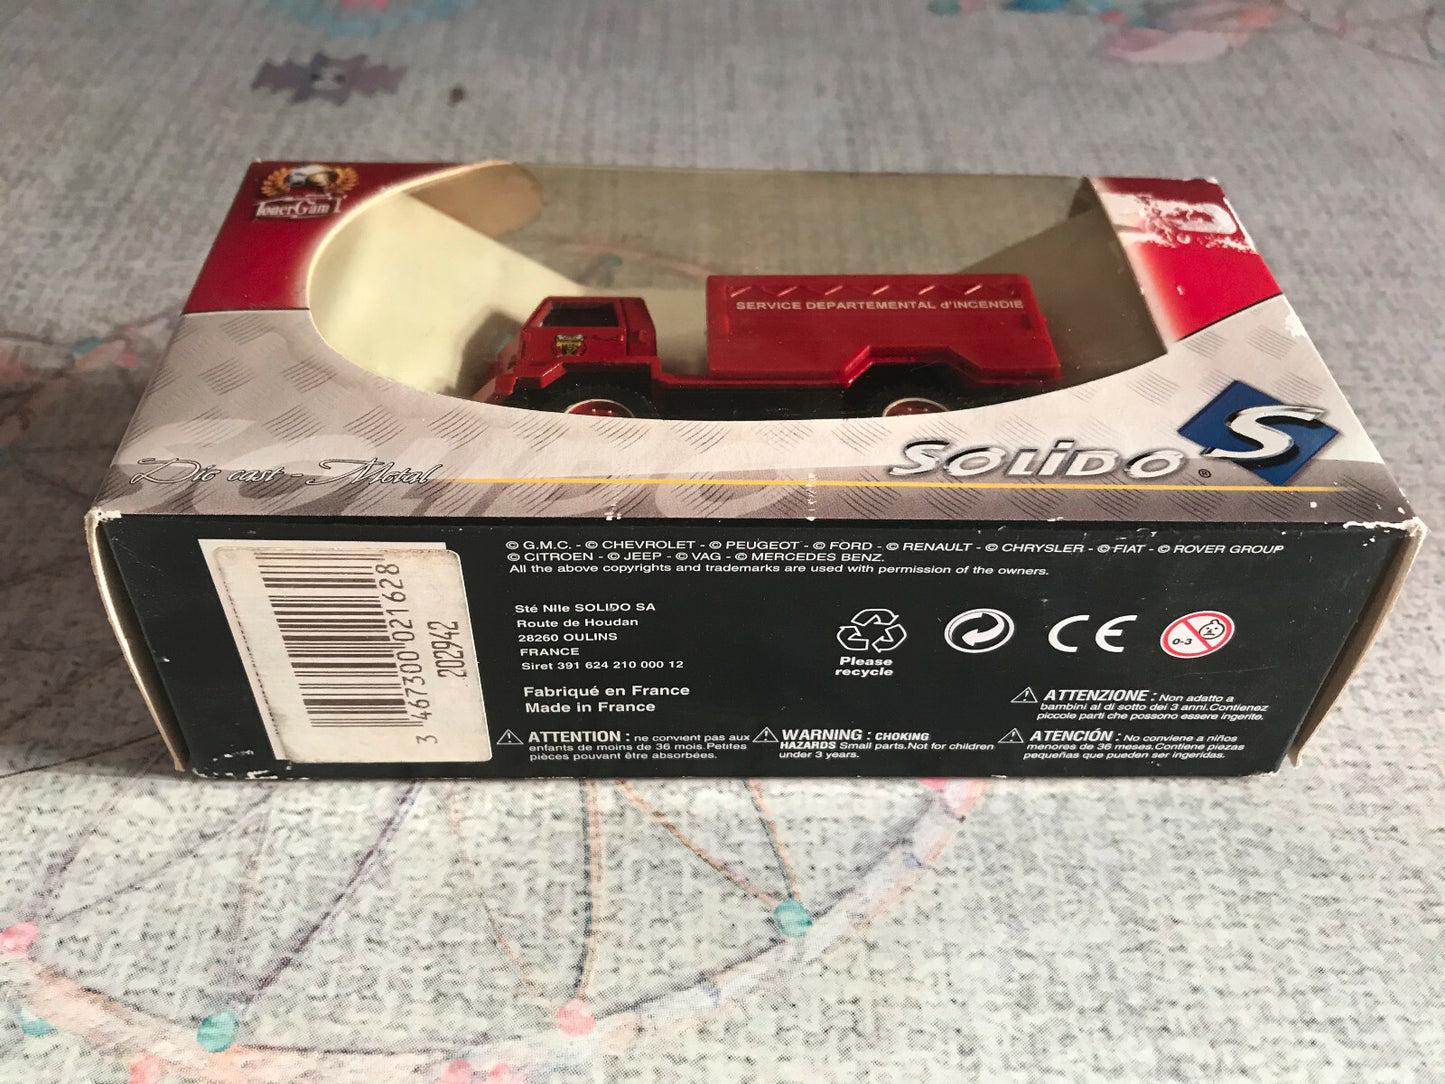 TonerGam 1
SERVICE DEPARTEMENTAL d'INCENDIE
Die cast - Metal
SOLIDO®
S
© G.M.C. - © CHEVROLET - © PEUGEOT - © FORD - © RENAULT - © CHRYSLER - © FIAT - © ROVER GROUP
© CITROEN - © JEEP - © VAG - © MERCEDES BENZ.
All the above copyrights and trademarks are used with permission of the owners.
3 467300 021628
202942
Sté Nlle SOLIDO SA
Route de Houdan
28260 OULINS
FRANCE
Siret 391 624 210 000 12
Fabriqué en France
Made in France
Please
recycle
CE
0-3
ATTENTION : ne convient pas aux
enfants de moins de 36 mois.Petites
pièces pouvant être absorbées.
WARNING : CHOKING
HAZARDS Small parts.Not for children
under 3 years.
ATTENZIONE : Non adatto a
bambini al di sotto dei 3 anni.Contienez
piccole parti che possono essere ingerite.
ATENCIÓN : No conviene a niños
menores de 36 meses.Contiene piezas
pequeñas que pueden ser ingeridas.